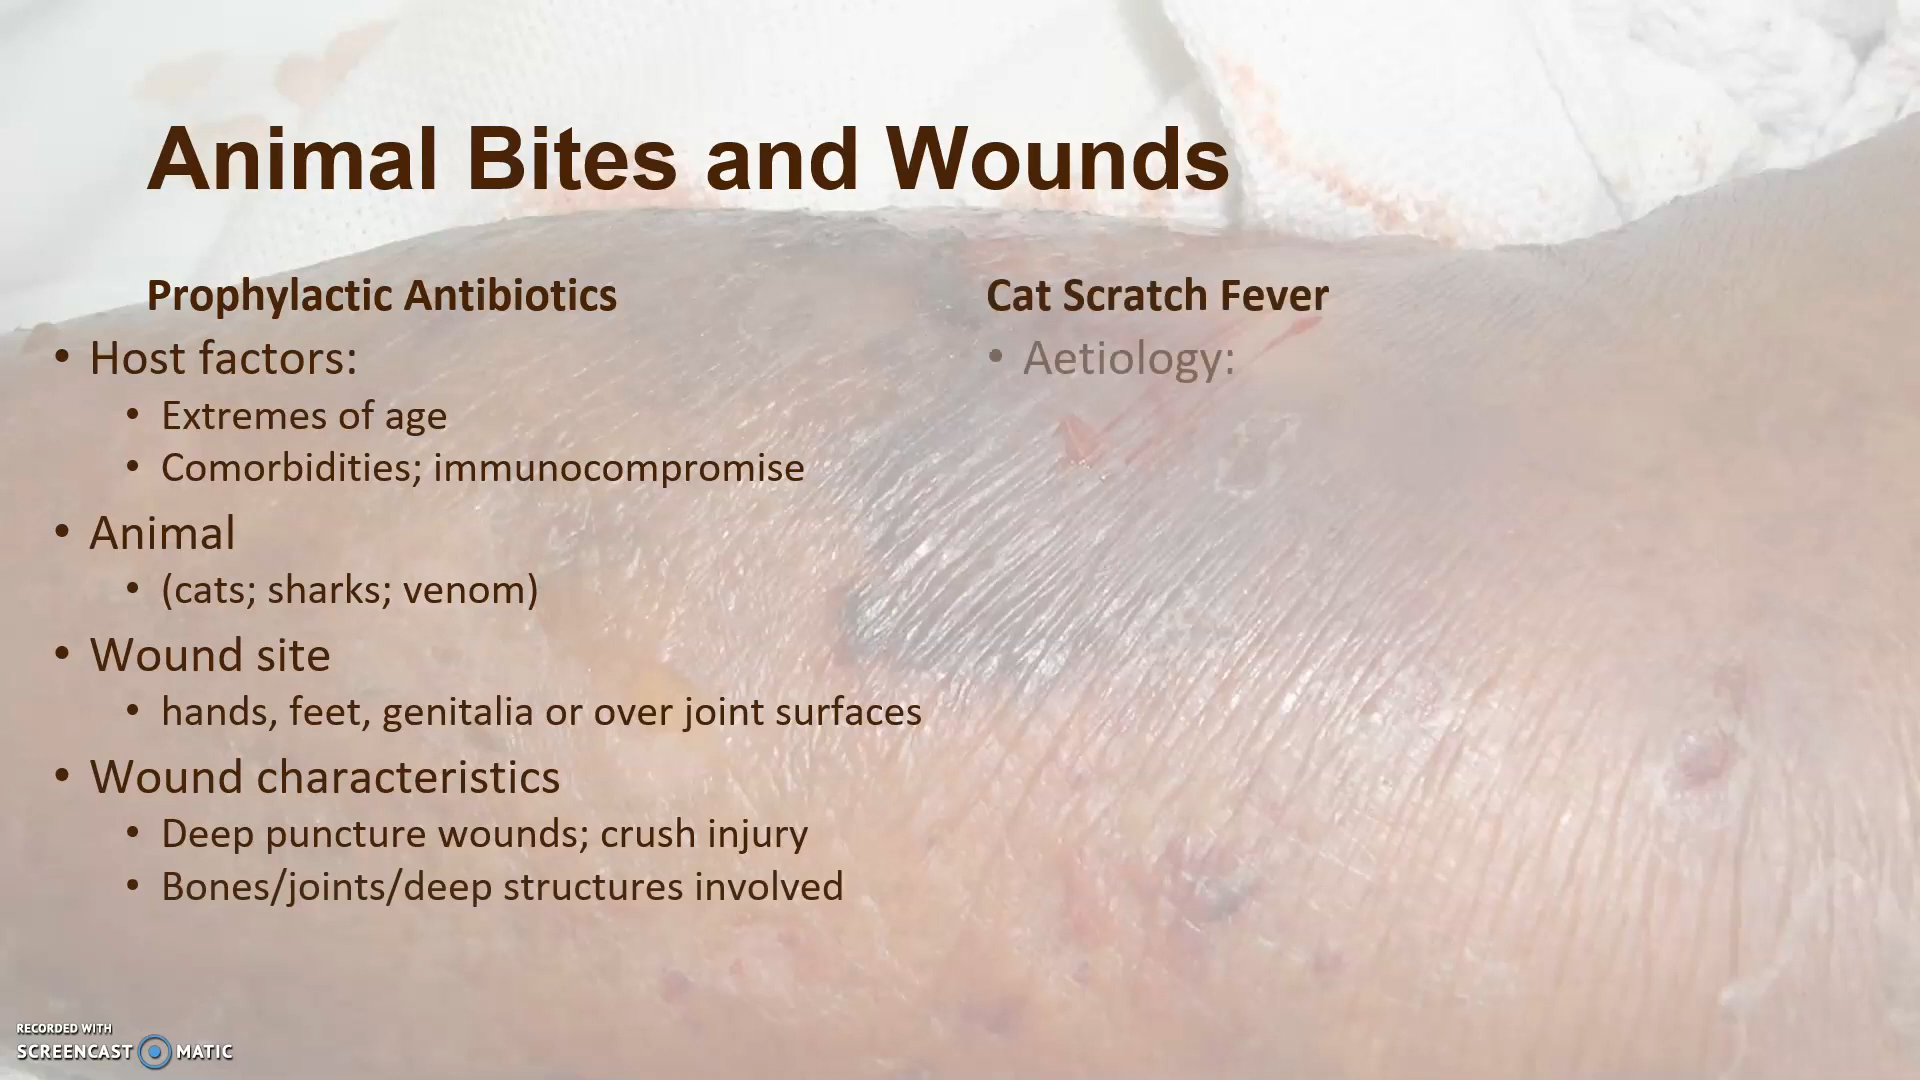 Animal Bites and Wounds
Prophylactic Antibiotics
• Host factors:
• Extremes of age
• Comorbidities; immunocompromise
• Animal
• (cats; sharks; venom)
• Wound site
• hands, feet, genitalia or over joint surfaces
• Wound characteristics
• Deep puncture wounds; crush injury
• Bones/joints/deep structures involved
Cat Scratch Fever
• Aetiology:
RECORDED WITH
SCREENCAST MATIC